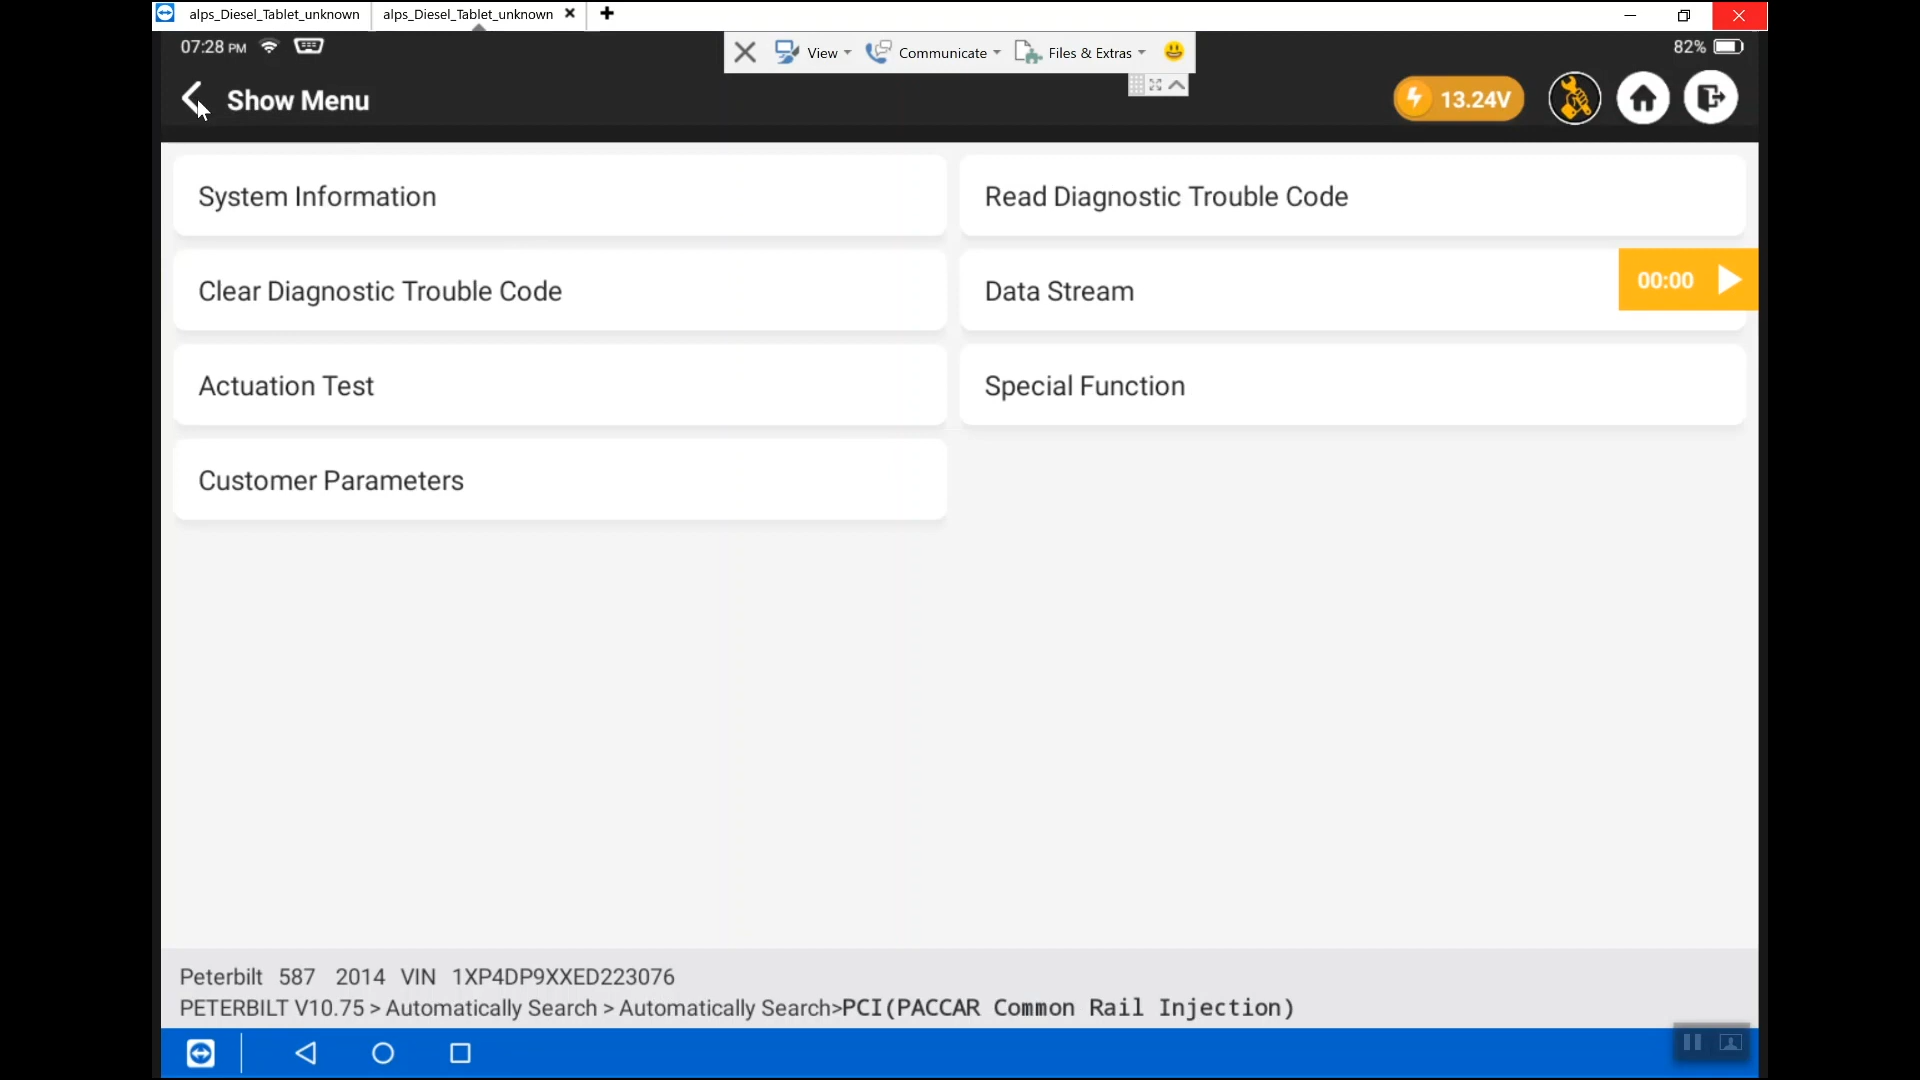 alps_Diesel_Tablet_unknown alps_Diesel_Tablet_unknown
07:28 PM View Communicate Files & Extras 82%
Show Menu 13.24V
System Information Read Diagnostic Trouble Code
Clear Diagnostic Trouble Code Data Stream 00:00
Actuation Test Special Function
Customer Parameters
Peterbilt 587 2014 VIN 1XP4DP9XXED223076
PETERBILT V10.75 > Automatically Search > Automatically Search>PCI(PACCAR Common Rail Injection)